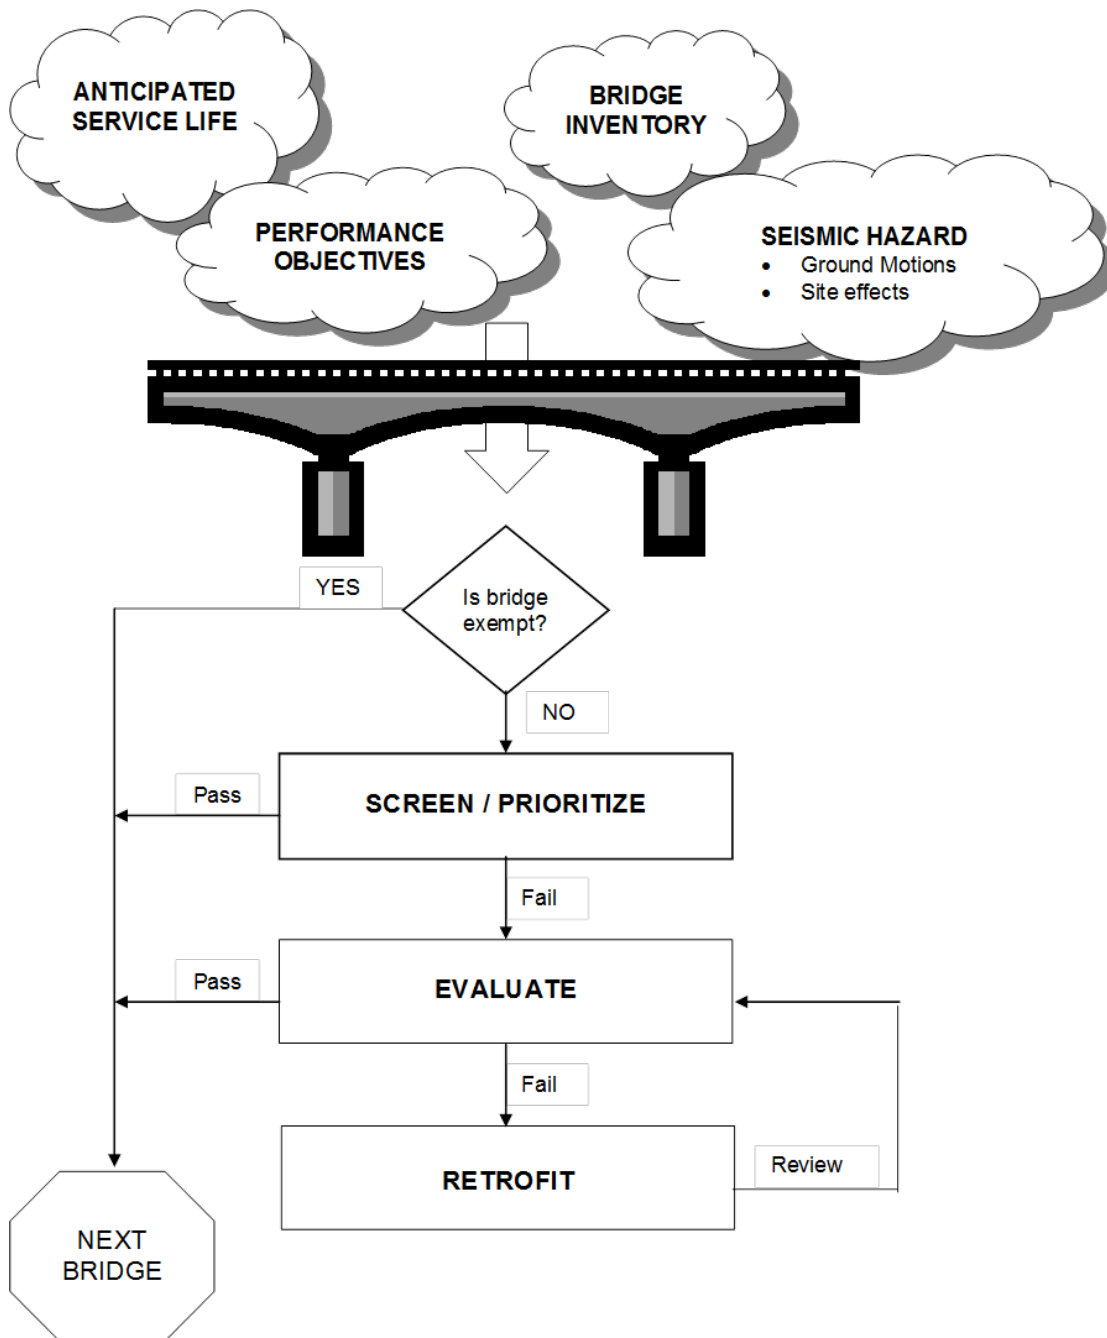 ANTICIPATED
SERVICE LIFE
BRIDGE
INVENTORY
PERFORMANCE
OBJECTIVES
SEISMIC HAZARD
• Ground Motions
• Site effects
YES
Is bridge
exempt?
NO
Pass
SCREEN / PRIORITIZE
Fail
Pass
EVALUATE
Fail
RETROFIT
Review
NEXT
BRIDGE